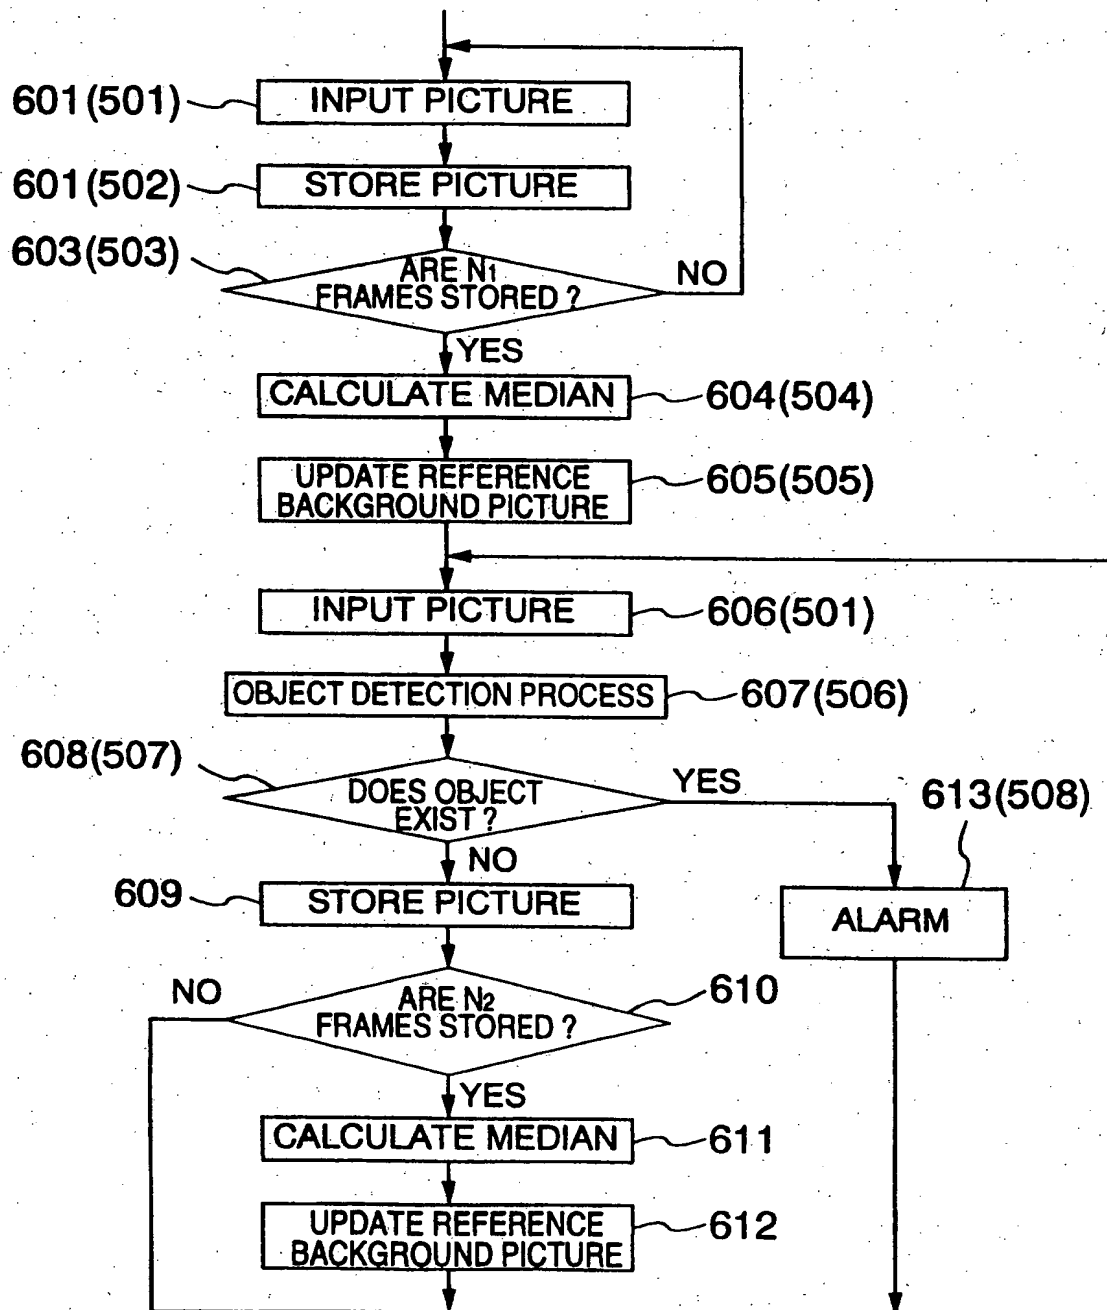 601(501)
INPUT PICTURE
601(502)
STORE PICTURE
603(503)
ARE N1
FRAMES STORED ?
NO
YES
CALCULATE MEDIAN
604(504)
UPDATE REFERENCE
BACKGROUND PICTURE
605(505)
INPUT PICTURE
606(501)
OBJECT DETECTION PROCESS
607(506)
608(507)
DOES OBJECT
EXIST ?
YES
613(508)
NO
609
STORE PICTURE
ALARM
NO
ARE N2
FRAMES STORED ?
610
YES
CALCULATE MEDIAN
611
UPDATE REFERENCE
BACKGROUND PICTURE
612